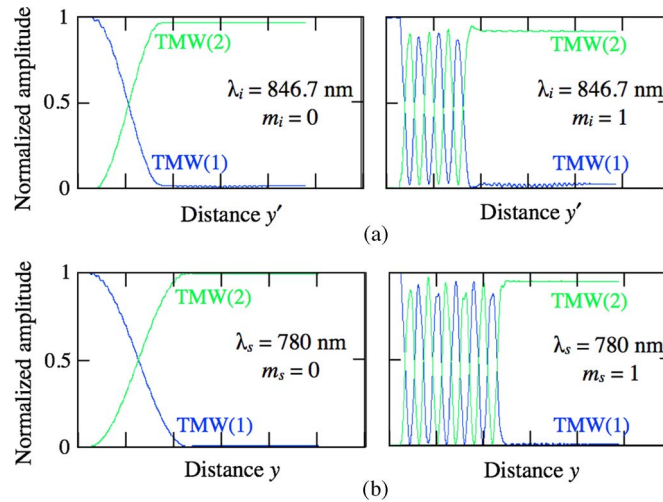 (a)
Normalized amplitude
1
0.5
0
TMW(2)
λi = 846.7 nm
mi = 0
TMW(1)
Distance y′
TMW(2)
λi = 846.7 nm
mi = 1
TMW(1)
Distance y′
(a)
Normalized amplitude
1
0.5
0
TMW(2)
λs = 780 nm
ms = 0
TMW(1)
Distance y
TMW(2)
λs = 780 nm
ms = 1
TMW(1)
Distance y
(b)